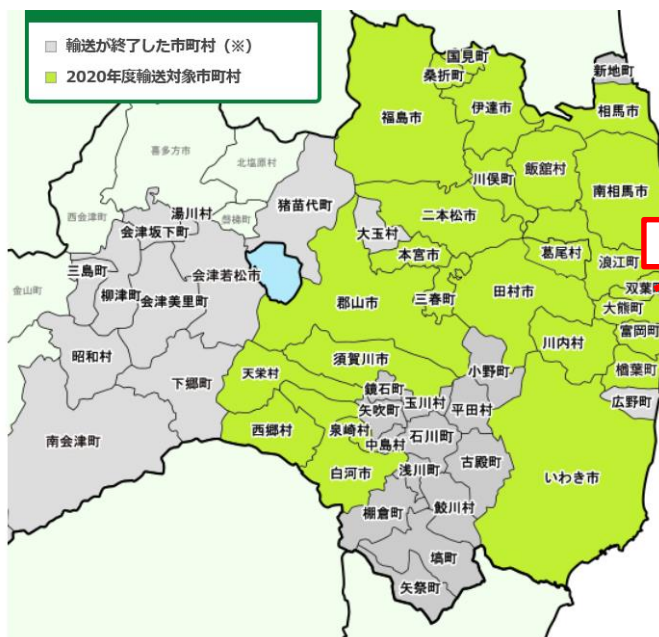 輸送が終了した市町村（※）
2020年度輸送対象市町村
国見町
桑折町
新地町
相馬市
伊達市
福島市
喜多方市
北塩原村
飯舘村
川俣町
南相馬市
猪苗代町
湯川村
西会津町
磐梯町
会津坂下町
二本松市
大玉村
本宮市
葛尾村
浪江町
三島町
会津若松市
双葉町
金山町
柳津町
会津美里町
郡山市
三春町
田村市
大熊町
富岡町
川内村
昭和村
須賀川市
小野町
楢葉町
下郷町
天栄村
鏡石町
玉川村
矢吹町
平田村
広野町
西郷村
泉崎村
石川町
南会津町
中島村
古殿町
白河市
浅川町
いわき市
棚倉町
鮫川村
塙町
矢祭町